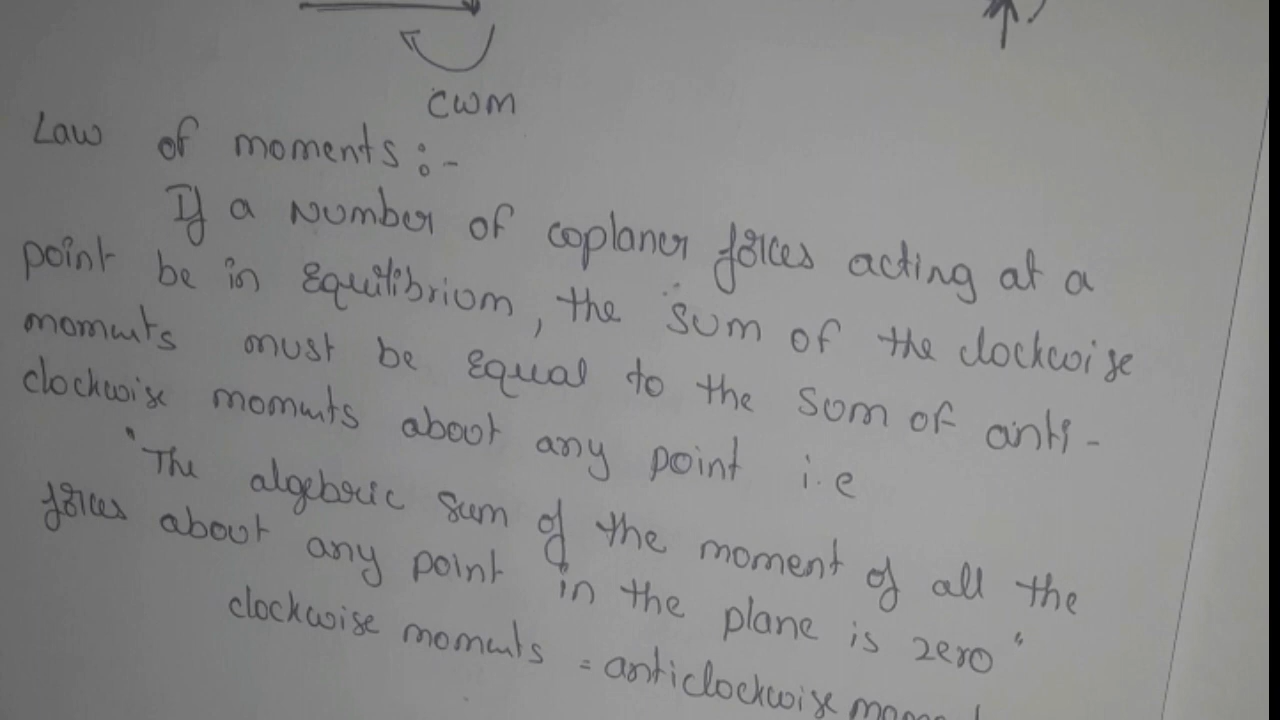 CWM
Law of moments :-
If a Number of coplaner forces acting at a
point be in Equilibriom, the sum of the clockwise
moments must be equal to the sum of anti-
clockwise moments about any point i.e
"The algebric sum of the moment of all the
forces about any point in the plane is zero"
clockwise moments = anticlockwise